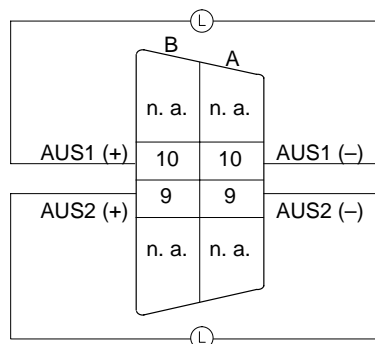 L
B A
n. a. n. a.
AUS1 (+) 10 10 AUS1 (–)
AUS2 (+) 9 9 AUS2 (–)
n. a. n. a.
L